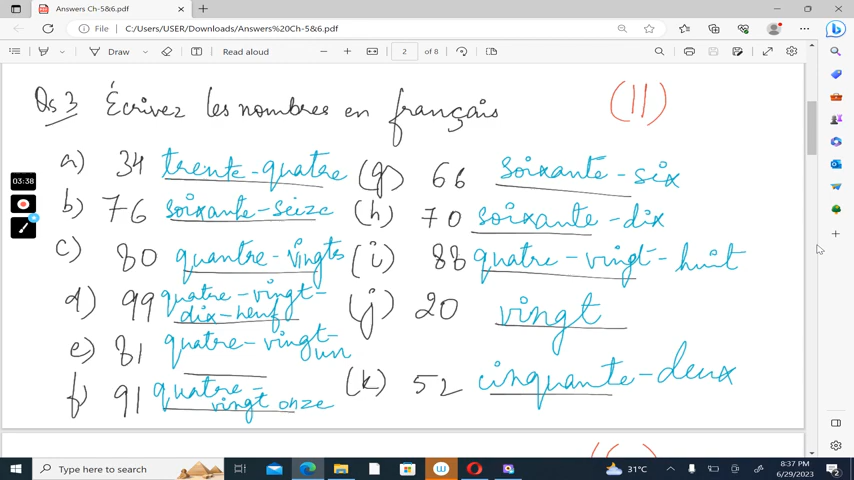 Answers Ch-5&6.pdf
File
C:/Users/USER/Downloads/Answers%20Ch-5&6.pdf
Draw
Read aloud
2
of 8
Qs 3 Écrivez les nombres en français
(11)
a) 34 trente-quatre
b) 76 soixante-seize
c) 80 quantre-vingts
d) 99 quatre-vingt-
dix-neuf
e) 81 quatre-vingt-
un
f) 91 quatre-
vingt onze
(g) 66 soixante-six
(h) 70 soixante-dix
(i) 88 quatre-vingt-huit
(j) 20 vingt
(k) 52 cinquante-deux
03:38
Type here to search
31°C
8:37 PM
6/29/2023